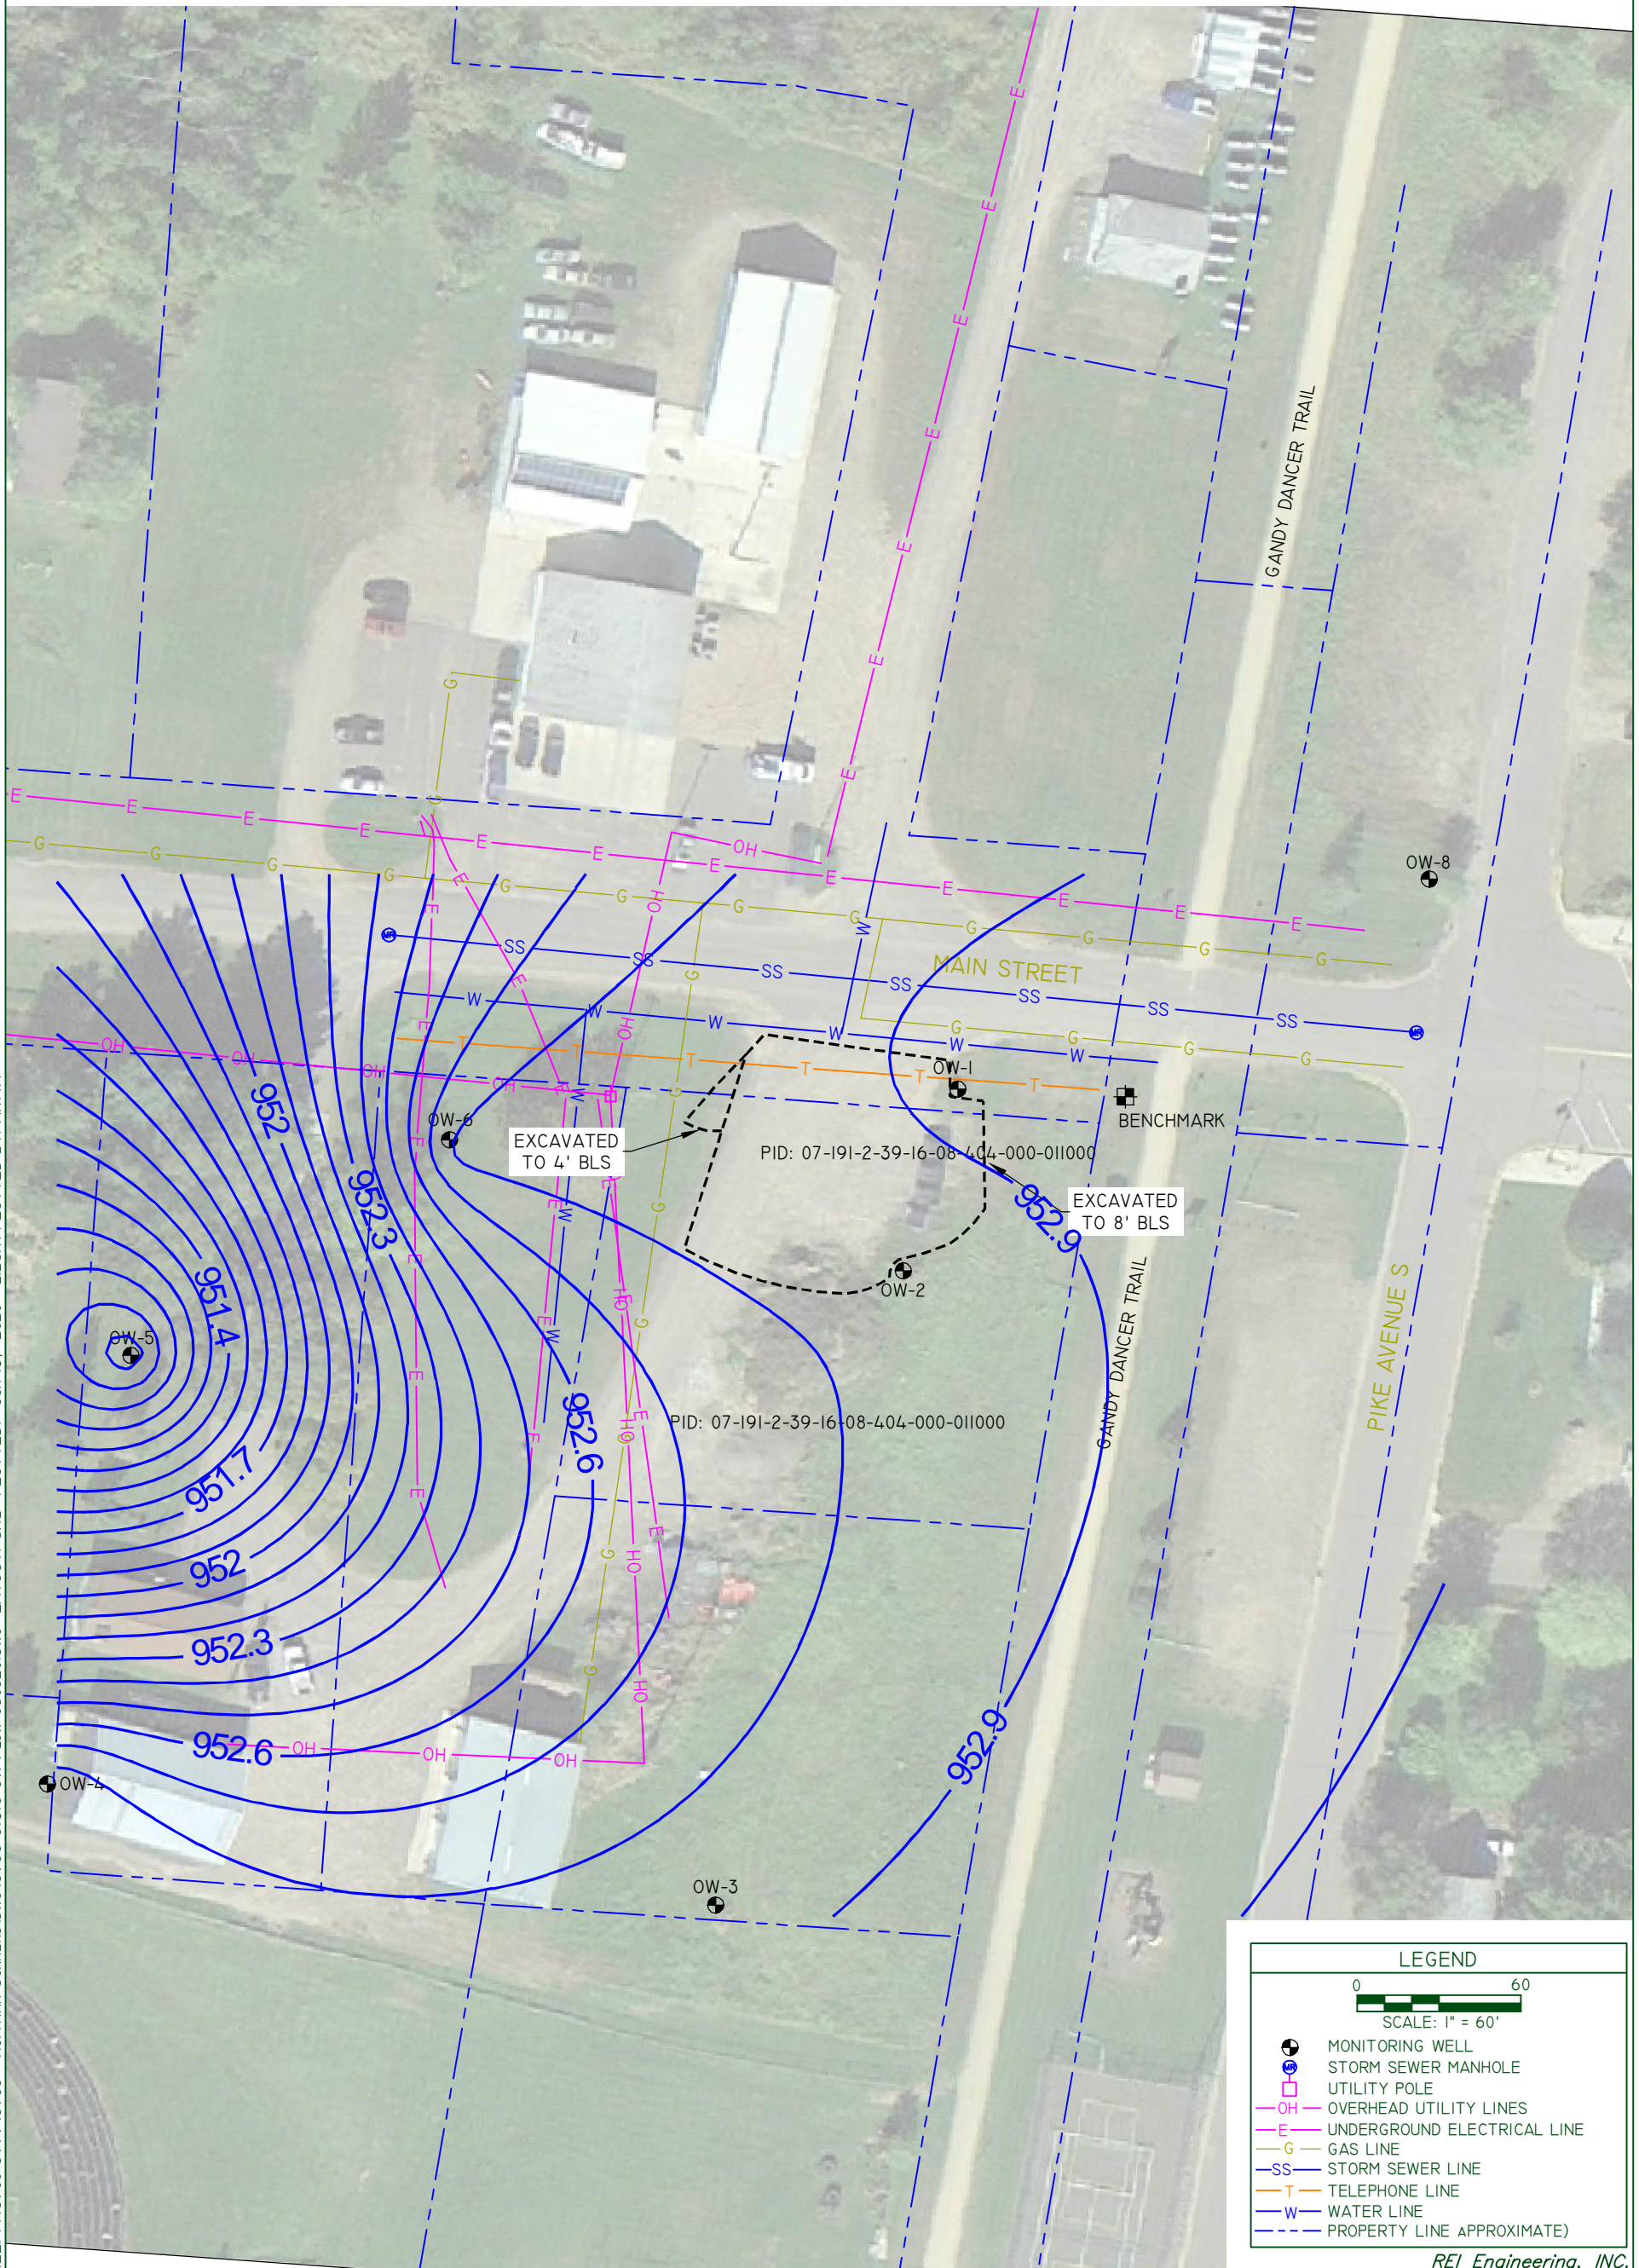 GANDY DANCER TRAIL
OW-8
MAIN STREET
OW-1
BENCHMARK
OW-6
EXCAVATED
TO 4' BLS
PID: 07-191-2-39-16-08-404-000-011000
EXCAVATED
TO 8' BLS
952
952.3
952.9
951.4
OW-2
OW-5
GANDY DANCER TRAIL
PIKE AVENUE S
952.6
PID: 07-191-2-39-16-08-404-000-011000
951.7
952
952.3
952.6
952.9
OW-4
OW-3
E
G
OH
SS
W
T
LEGEND
0 60
SCALE: 1" = 60'
MONITORING WELL
STORM SEWER MANHOLE
UTILITY POLE
OH OVERHEAD UTILITY LINES
E UNDERGROUND ELECTRICAL LINE
G GAS LINE
SS STORM SEWER LINE
T TELEPHONE LINE
W WATER LINE
PROPERTY LINE APPROXIMATE)
REI Engineering, INC.